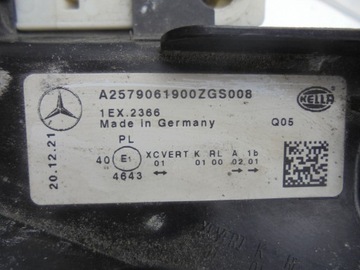 A2579061900ZGS008
HELLA
1EX.2366
Made in Germany
Q05
PL
20.12.21
40 E1 XCVERT K RL A 1b
01 01 00 02 01
4643 ↔ ↔